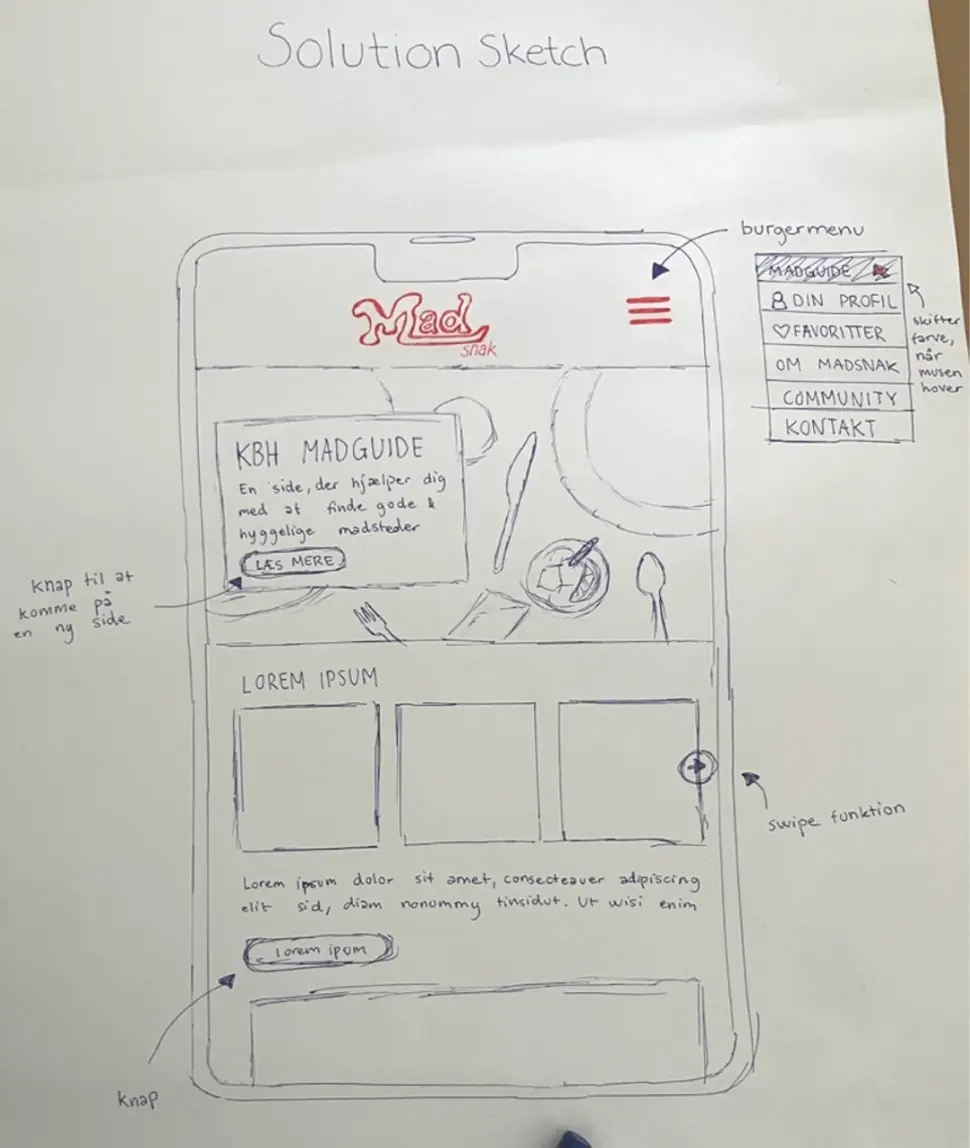 Solution Sketch
burgermenu
Mad
snak
MADGUIDE
DIN PROFIL
FAVORITTER
OM MADSNAK
COMMUNITY
KONTAKT
skifter
farve,
når
musen
hover
KBH MADGUIDE
En side, der hjælper dig
med at finde gode &
hyggelige madsteder
LÆS MERE
Knap til at
komme på
en ny side
LOREM IPSUM
swipe funktion
Lorem ipsum dolor sit amet, consecteauer adipiscing
elit sid, diam nonummy tinsidut. Ut wisi enim
Lorem ipum
Knap